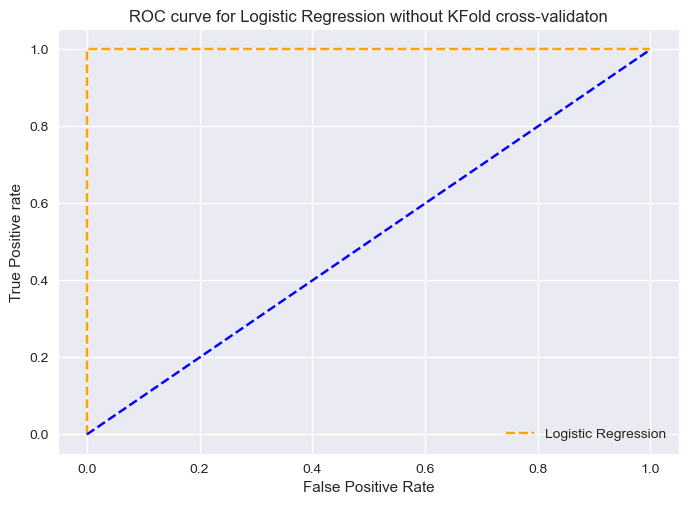 ROC curve for Logistic Regression without KFold cross-validaton
True Positive rate
1.0
0.8
0.6
0.4
0.2
0.0
Logistic Regression
0.0 0.2 0.4 0.6 0.8 1.0
False Positive Rate